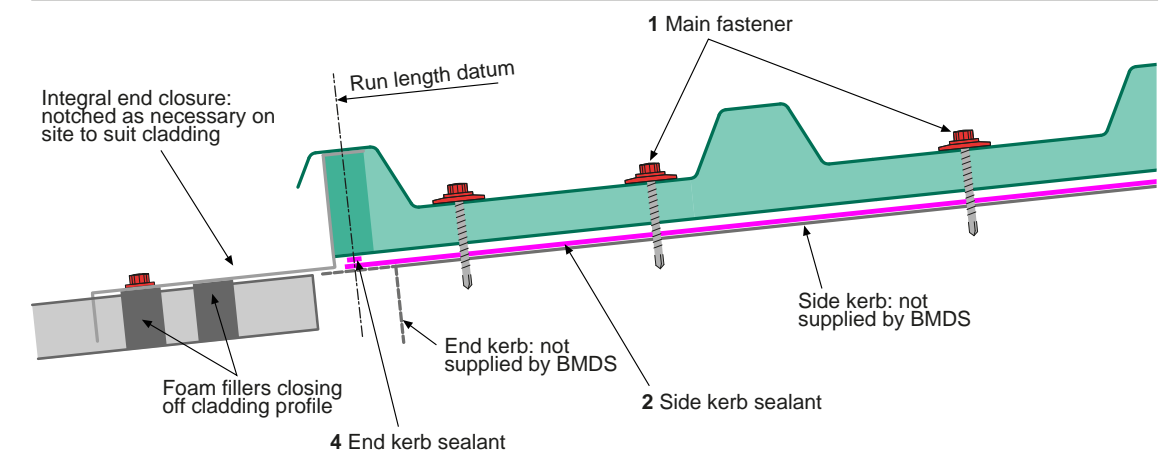 1 Main fastener
Run length datum
Integral end closure:
notched as necessary on
site to suit cladding
Side kerb: not
supplied by BMDS
End kerb: not
supplied by BMDS
Foam fillers closing
off cladding profile
2 Side kerb sealant
4 End kerb sealant